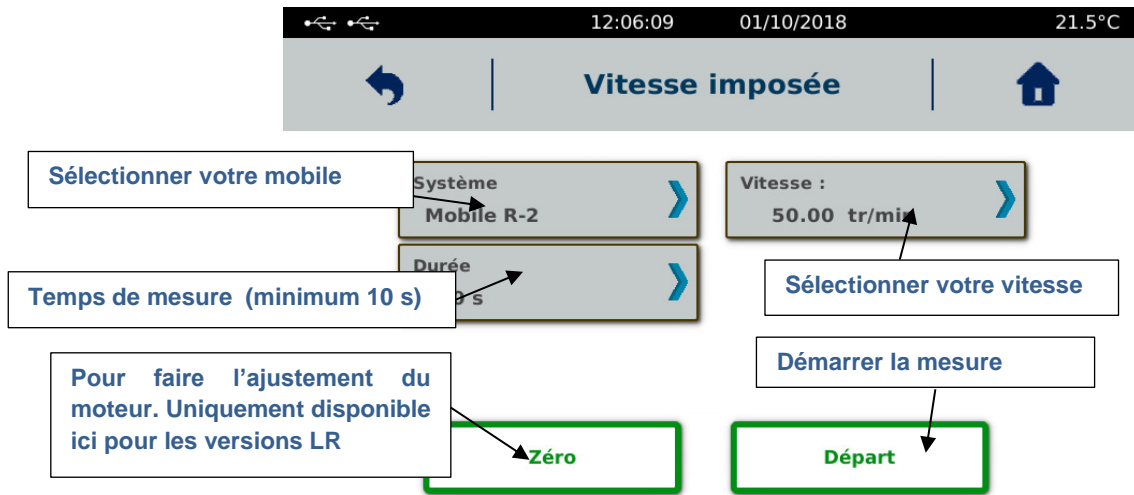 12:06:09 01/10/2018 21.5°C
Vitesse imposée
Sélectionner votre mobile
Système
Mobile R-2
Vitesse :
50.00 tr/min
Durée
s
Temps de mesure (minimum 10 s)
Sélectionner votre vitesse
Pour faire l’ajustement du
moteur. Uniquement disponible
ici pour les versions LR
Démarrer la mesure
Zéro
Départ